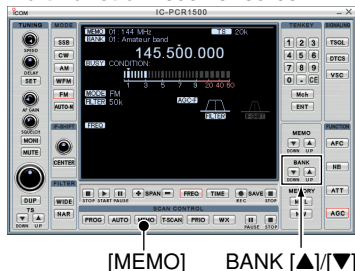 ICOM IC-PCR1500
TUNING MODE MEMO 01: 144 MHz TS 20k TENKEY SIGNAL
BANK 01: Amateur band
SPEED SSB 145.500.000 1 2 3 TSQL
DELAY CW BUSY CONDITION: 4 5 6 DTCS
SET AM 7 8 9 VSC
WFM 1 3 5 7 9 20 40 60 0 . CE
FM MODE FM Mch
AF GAIN AUTO-M FILTER 50k AGC-F ENT
SQUELCH IF-SHIFT FILTER IF-SHIFT
MONI FREQ MEMO FUNCTION
MUTE DOWN UP AFC
CENTER BANK
FILTER DOWN UP NB
DUP WIDE STOP START PAUSE SPAN FREQ TIME REC SAVE STOP MEMORY ATT
TS NAR SCAN CONTROL
DOWN UP PROG AUTO MEMO T-SCAN PRIO WX PAUSE STOP AGC
[MEMO] BANK [▲]/[▼]